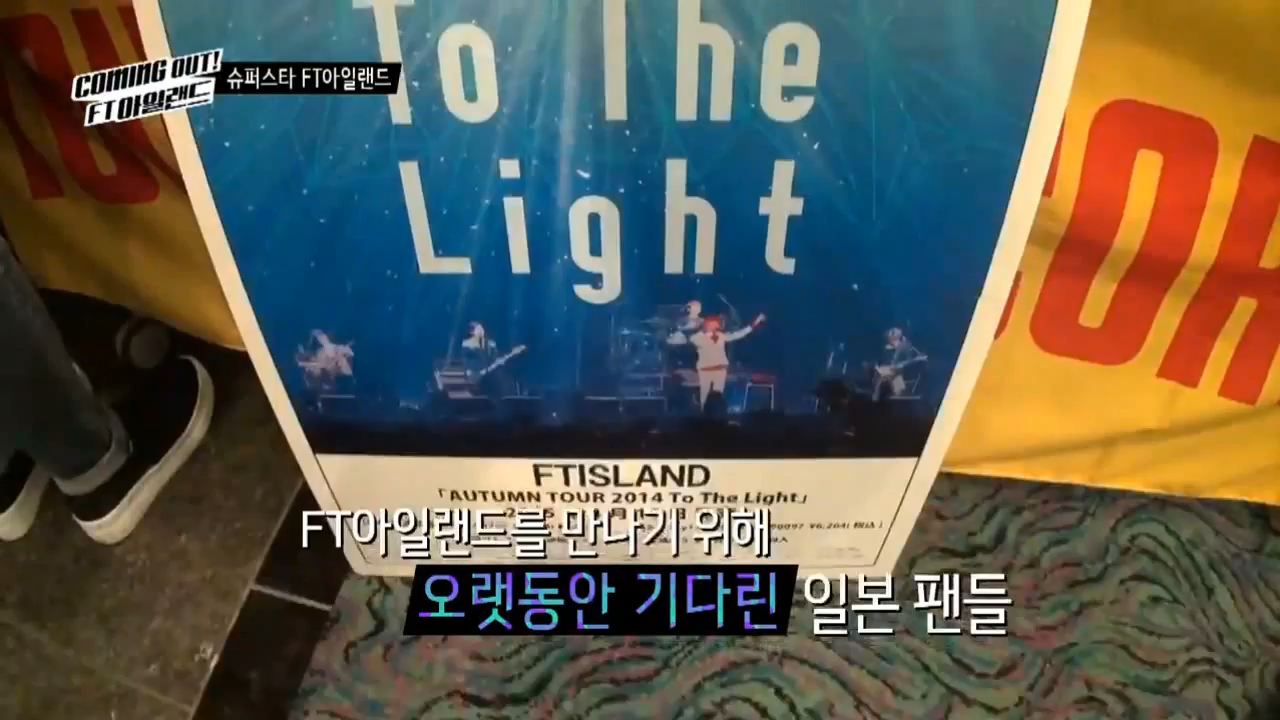 COMING OUT!
FT아일랜드
슈퍼스타 FT아일랜드
To The
Light
FTISLAND
「AUTUMN TOUR 2014 To The Light」
FT아일랜드를 만나기 위해
오랫동안 기다린 일본 팬들